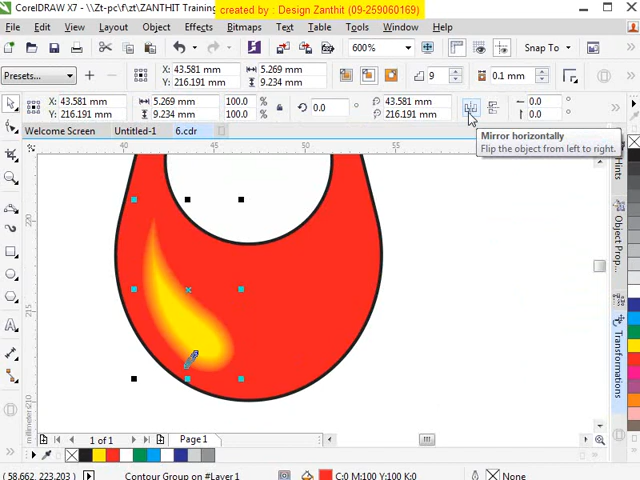 CorelDRAW X7 - \\Zt-pc\f\zt\ZANTHIT Training
created by : Design Zanthit (09-259060169)
File Edit View Layout Object Effects Bitmaps Text Table Tools Window Help
600% Snap To
Presets... X: 43.581 mm 5.269 mm 9 0.1 mm
Y: 216.191 mm 9.234 mm
X: 43.581 mm 5.269 mm 100.0 % 0.0 ° 43.581 mm 0.0 °
Y: 216.191 mm 9.234 mm 100.0 % 216.191 mm 0.0 °
Welcome Screen Untitled-1 6.cdr
Mirror horizontally
Flip the object from left to right.
40 45 50 55
220
215
210
millimeters
Hints
Object Prop...
Transformations
1 of 1 Page 1
(58.662, 223.203) Contour Group on #Layer 1 C:0 M:100 Y:100 K:0 None